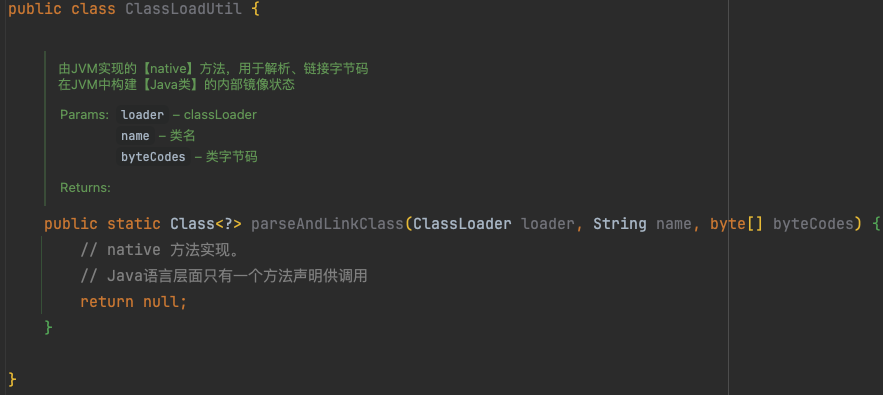 public class ClassLoadUtil {
由JVM实现的【native】方法，用于解析、链接字节码
在JVM中构建【Java类】的内部镜像状态
Params: loader – classLoader
name – 类名
byteCodes – 类字节码
Returns:
public static Class<?> parseAndLinkClass(ClassLoader loader, String name, byte[] byteCodes) {
// native 方法实现。
// Java语言层面只有一个方法声明供调用
return null;
}
}